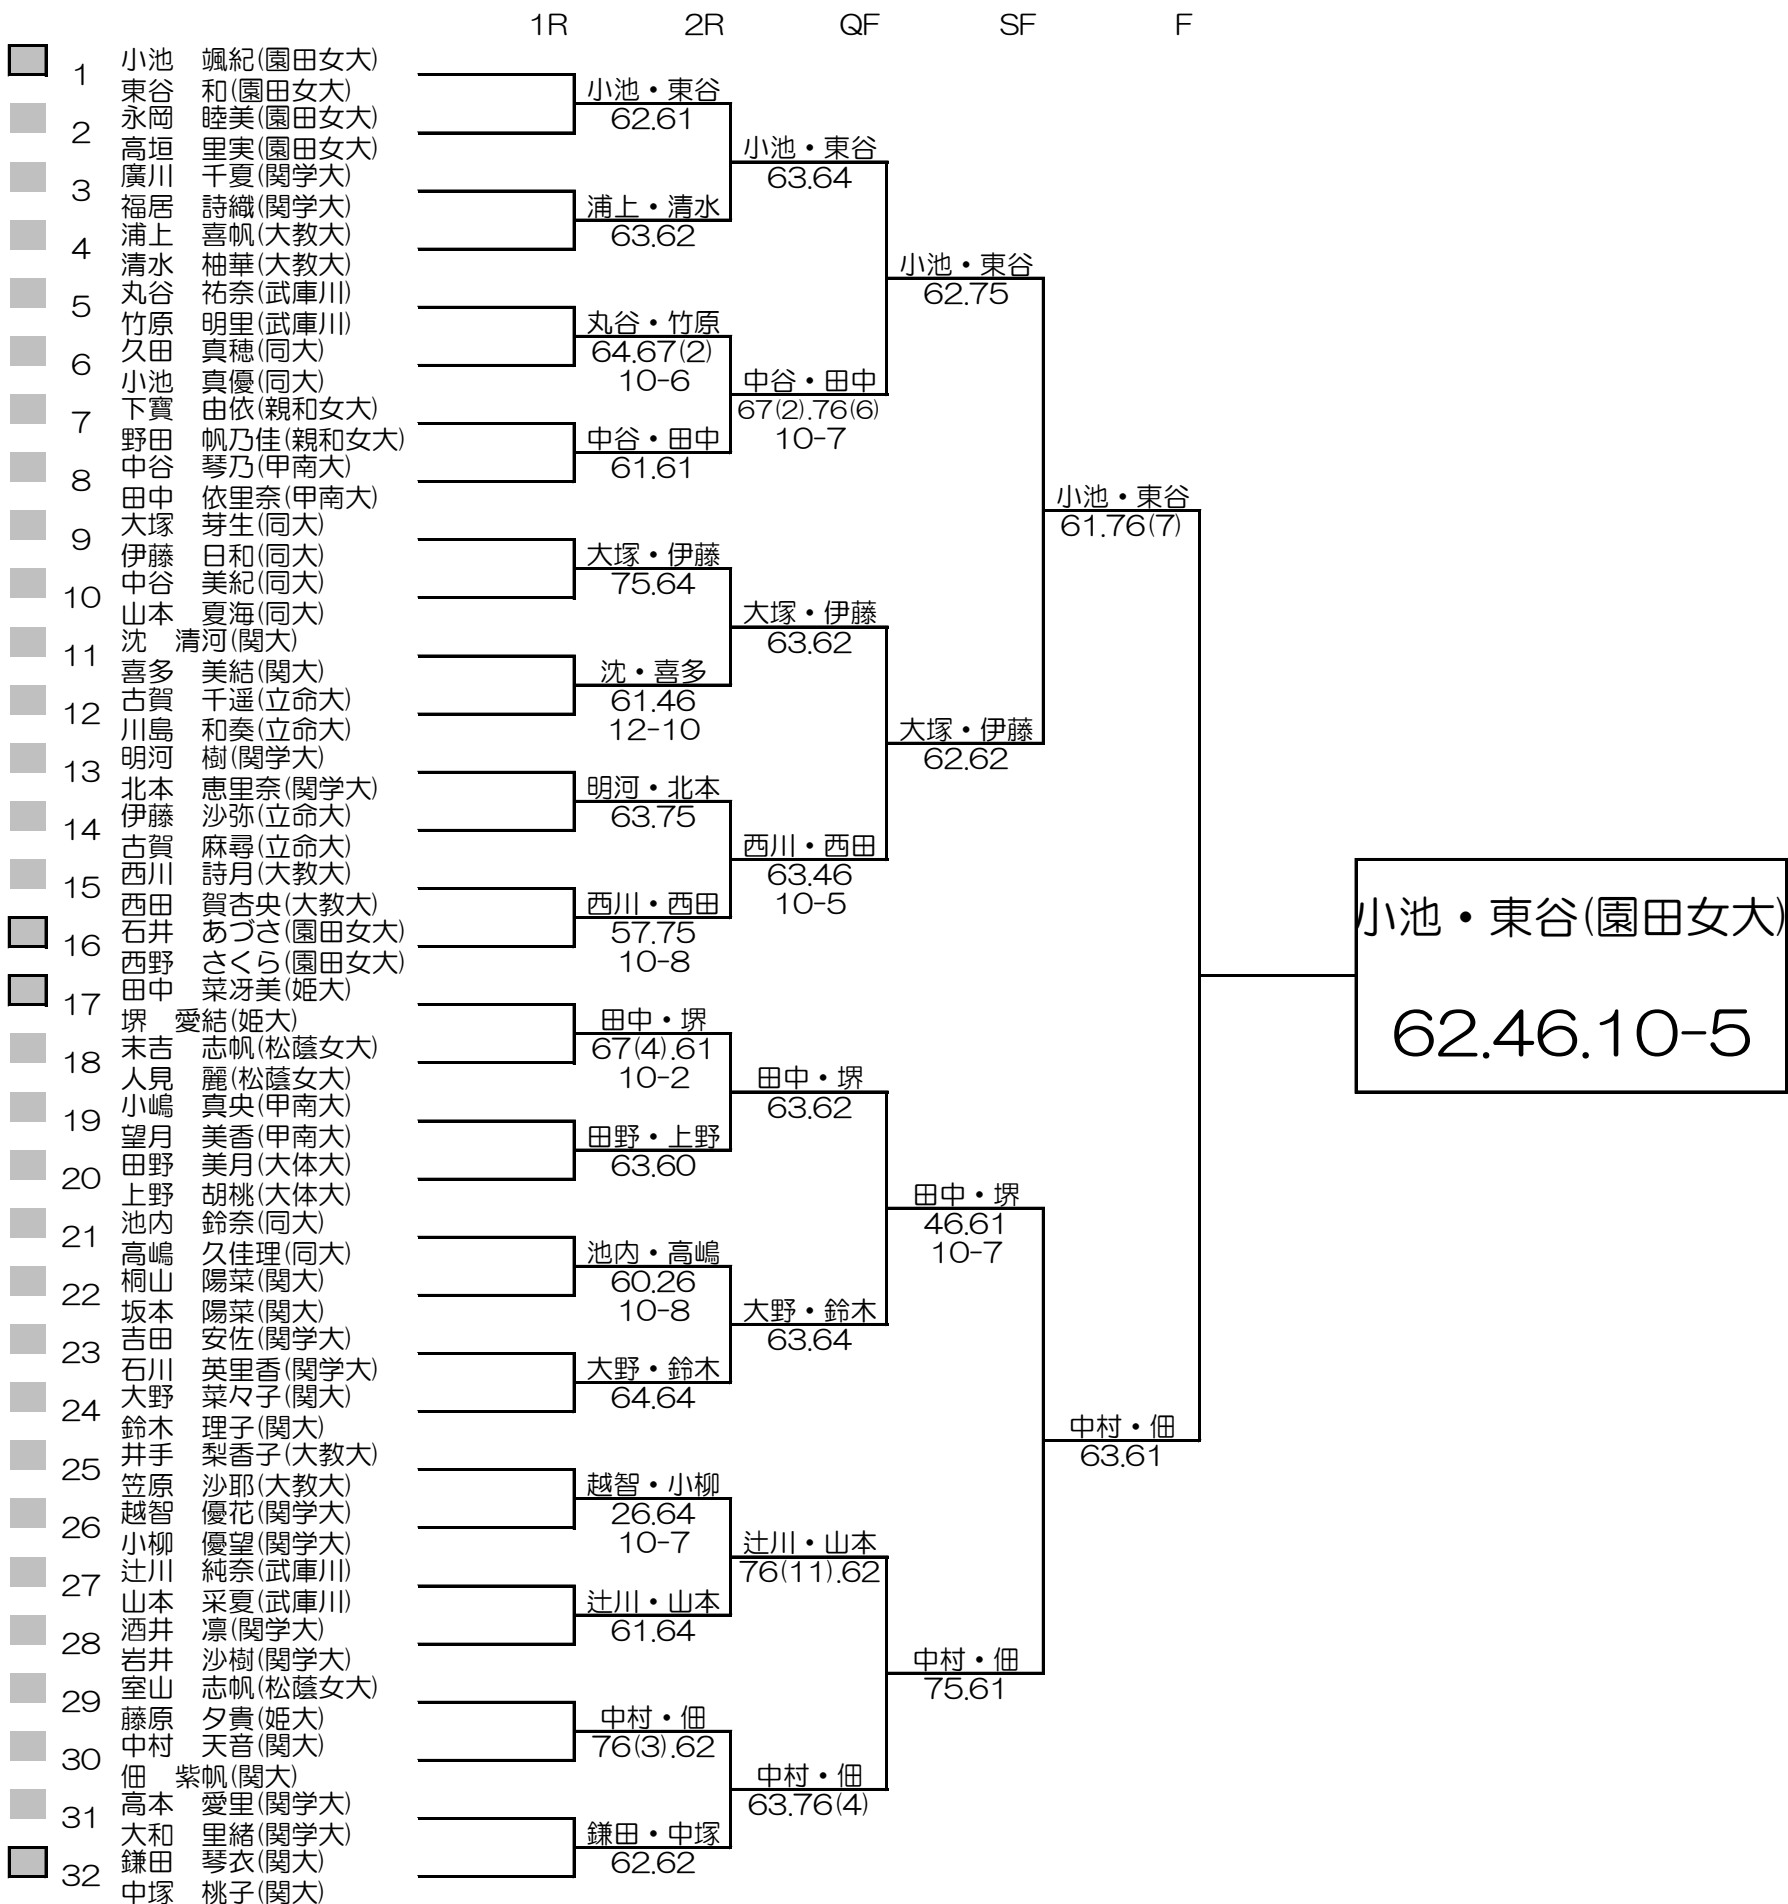 1R 2R QF SF F
1 小池 颯紀(園田女大)
東谷 和(園田女大)
2 永岡 睦美(園田女大)
高垣 里実(園田女大)
3 廣川 千夏(関学大)
福居 詩織(関学大)
4 浦上 喜帆(大教大)
清水 柚華(大教大)
5 丸谷 祐奈(武庫川)
竹原 明里(武庫川)
6 久田 真穂(同大)
小池 真優(同大)
7 下寶 由依(親和女大)
野田 帆乃佳(親和女大)
8 中谷 琴乃(甲南大)
田中 依里奈(甲南大)
9 大塚 芽生(同大)
伊藤 日和(同大)
10 中谷 美紀(同大)
山本 夏海(同大)
11 沈 清河(関大)
喜多 美結(関大)
12 古賀 千遥(立命大)
川島 和奏(立命大)
13 明河 樹(関学大)
北本 恵里奈(関学大)
14 伊藤 沙弥(立命大)
古賀 麻尋(立命大)
15 西川 詩月(大教大)
西田 賀杏央(大教大)
16 石井 あづさ(園田女大)
西野 さくら(園田女大)
17 田中 菜冴美(姫大)
堺 愛結(姫大)
18 末吉 志帆(松蔭女大)
人見 麗(松蔭女大)
19 小嶋 真央(甲南大)
望月 美香(甲南大)
20 田野 美月(大体大)
上野 胡桃(大体大)
21 池内 鈴奈(同大)
高嶋 久佳理(同大)
22 桐山 陽菜(関大)
坂本 陽菜(関大)
23 吉田 安佐(関学大)
石川 英里香(関学大)
24 大野 菜々子(関大)
鈴木 理子(関大)
25 井手 梨香子(大教大)
笠原 沙耶(大教大)
26 越智 優花(関学大)
小柳 優望(関学大)
27 辻川 純奈(武庫川)
山本 采夏(武庫川)
28 酒井 凛(関学大)
岩井 沙樹(関学大)
29 室山 志帆(松蔭女大)
藤原 夕貴(姫大)
30 中村 天音(関大)
佃 紫帆(関大)
31 高本 愛里(関学大)
大和 里緒(関学大)
32 鎌田 琴衣(関大)
中塚 桃子(関大)
小池・東谷
62.61
浦上・清水
63.62
丸谷・竹原
64.67(2)
10-6
中谷・田中
61.61
大塚・伊藤
75.64
沈・喜多
61.46
12-10
明河・北本
63.75
西川・西田
57.75
10-8
田中・堺
67(4).61
10-2
田野・上野
63.60
池内・高嶋
60.26
10-8
大野・鈴木
64.64
越智・小柳
26.64
10-7
辻川・山本
61.64
中村・佃
76(3).62
鎌田・中塚
62.62
小池・東谷
63.64
中谷・田中
67(2).76(6)
10-7
大塚・伊藤
63.62
西川・西田
63.46
10-5
田中・堺
63.62
大野・鈴木
63.64
辻川・山本
76(11).62
中村・佃
63.76(4)
小池・東谷
62.75
大塚・伊藤
62.62
田中・堺
46.61
10-7
中村・佃
75.61
小池・東谷
61.76(7)
中村・佃
63.61
小池・東谷(園田女大)
62.46.10-5